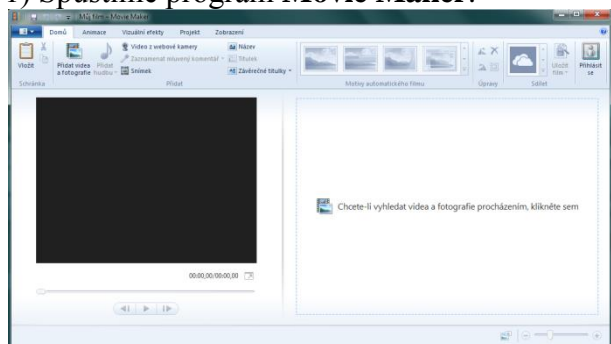 1) Spustíme program Movie Maker.
Můj film - Movie Maker
Domů Animace Vizuální efekty Projekt Zobrazení
Vložit
Přidat videa a fotografie
Přidat hudbu
Video z webové kamery
Zaznamenat mluvený komentář
Snímek
Název
Titulek
Závěrečné titulky
Uložit film
Přihlásit se
Schránka Přidat Motivy automatického filmu Úpravy Sdílet
Chcete-li vyhledat videa a fotografie procházením, klikněte sem
00:00,00/00:00,00